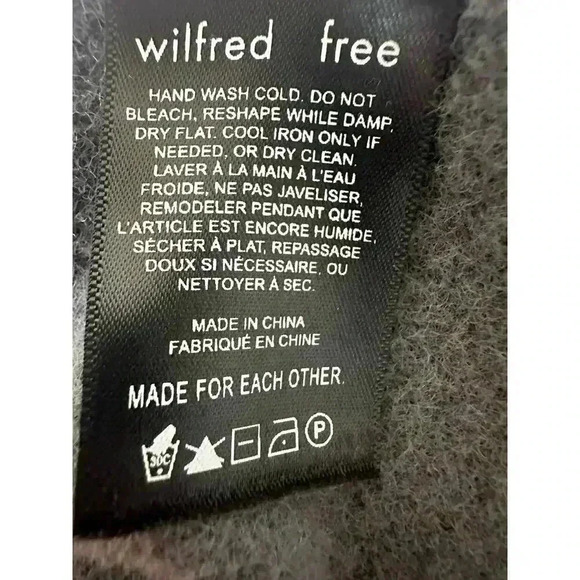 wilfred free
HAND WASH COLD. DO NOT
BLEACH, RESHAPE WHILE DAMP,
DRY FLAT. COOL IRON ONLY IF
NEEDED, OR DRY CLEAN.
LAVER À LA MAIN À L'EAU
FROIDE, NE PAS JAVELISER,
REMODELER PENDANT QUE
L'ARTICLE EST ENCORE HUMIDE,
SÉCHER À PLAT, REPASSAGE
DOUX SI NÉCESSAIRE, OU
NETTOYER À SEC.
MADE IN CHINA
FABRIQUÉ EN CHINE
MADE FOR EACH OTHER.
30C P